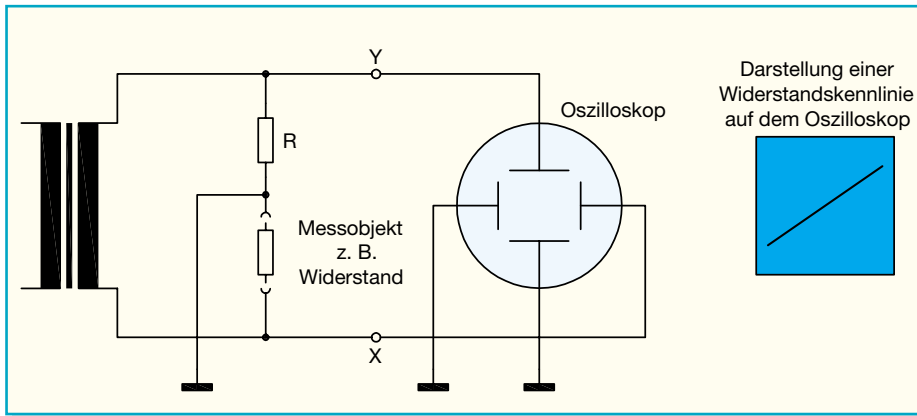 Y
Oszilloskop
R
Messobjekt
z. B.
Widerstand
X
Darstellung einer
Widerstandskennlinie
auf dem Oszilloskop